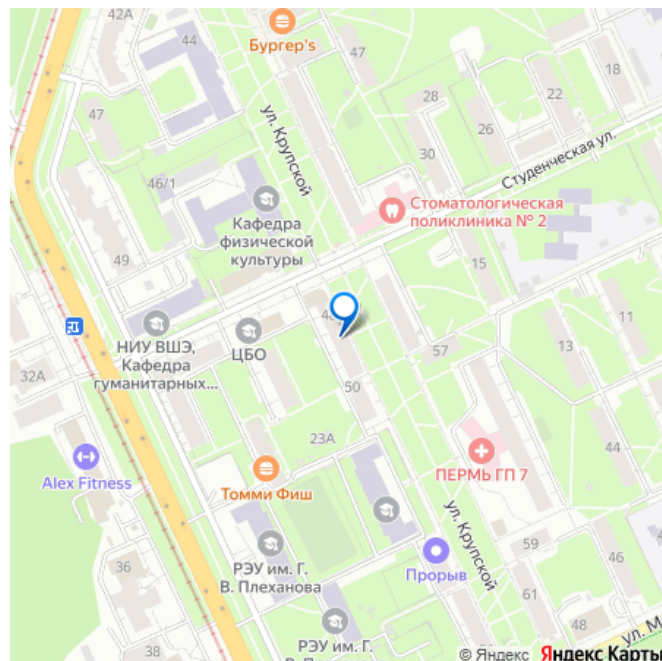 42А
44
Бургер's
47
28
22
18
26
30
47
ул. Крупской
Студенческая ул.
46/1
Стоматологическая
поликлиника № 2
Кафедра
физической
культуры
49
15
НИУ ВШЭ,
Кафедра
гуманитарных...
ЦБО
32А
57
13
11
50
23А
44
Alex Fitness
Томми Фиш
ПЕРМЬ ГП 7
ул. Крупской
РЭУ им. Г.
В. Плеханова
36
Прорыв
59
46
61
48
38
РЭУ им. Г.
© Яндекс Яндекс Карты